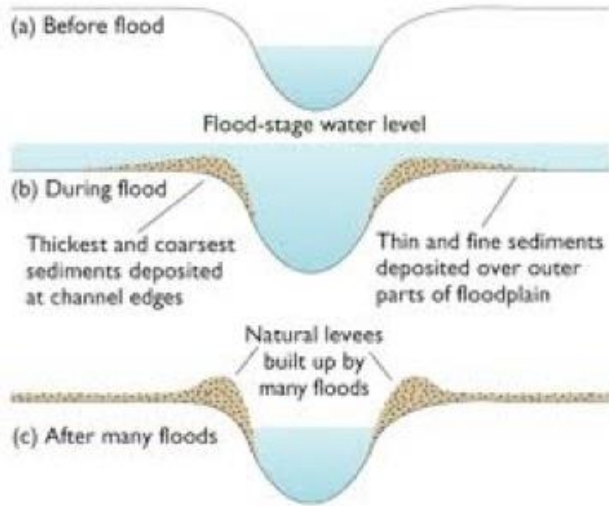 (a) Before flood
Flood-stage water level
(b) During flood
Thickest and coarsest
sediments deposited
at channel edges
Thin and fine sediments
deposited over outer
parts of floodplain
Natural levees
built up by
many floods
(c) After many floods